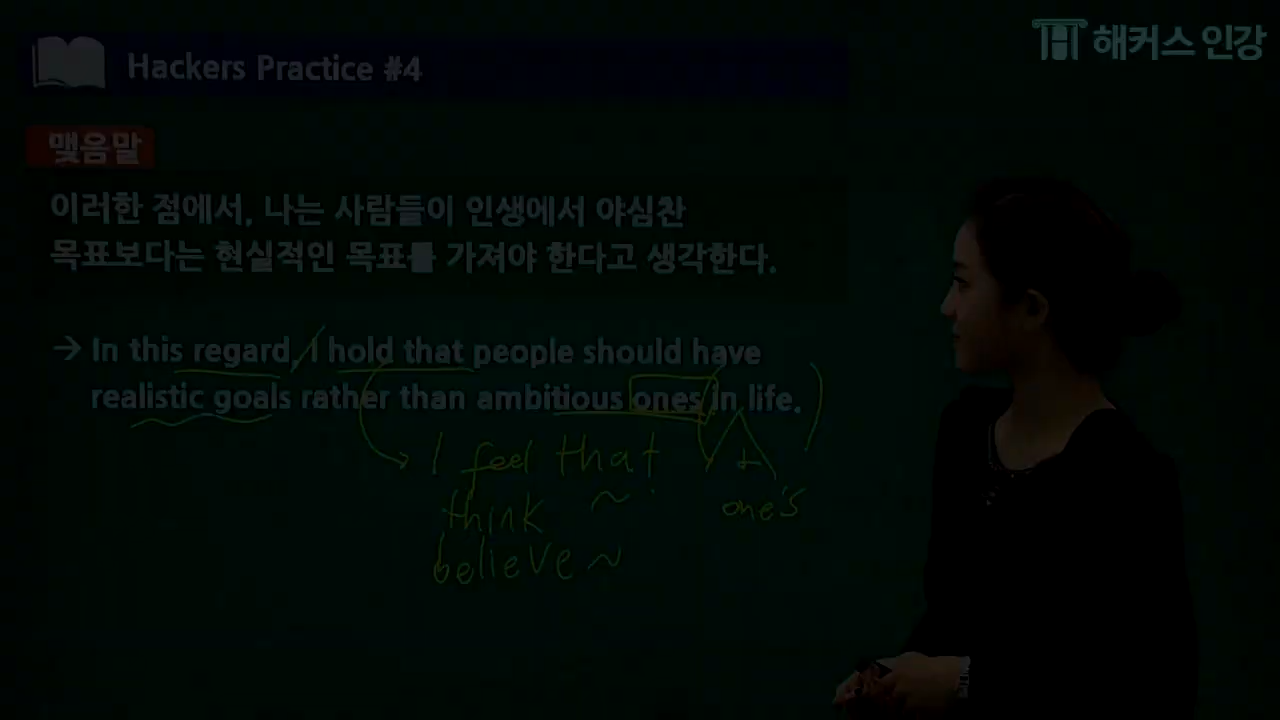 해커스 인강
Hackers Practice #4
맺음말
이러한 점에서, 나는 사람들이 인생에서 야심찬
목표보다는 현실적인 목표를 가져야 한다고 생각한다.
→ In this regard, I hold that people should have
realistic goals rather than ambitious ones in life.
I feel that
think ~
one's
believe ~